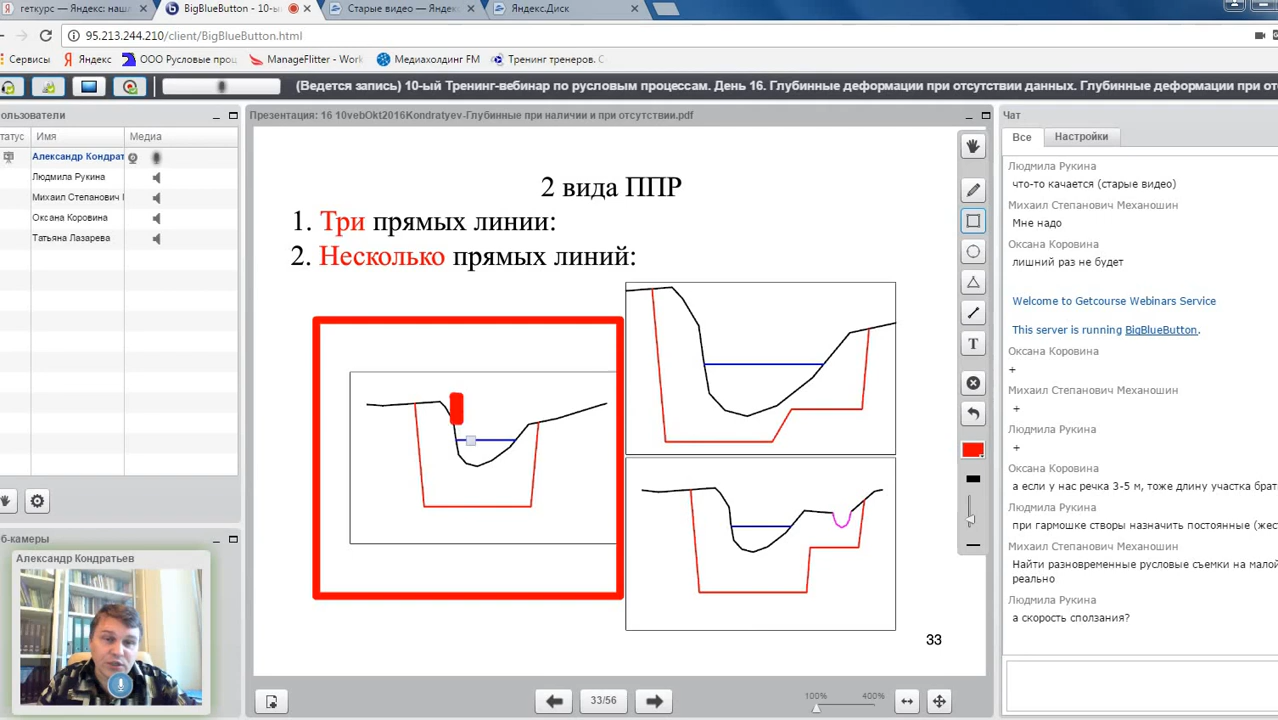 геткурс — Яндекс: наш
BigBlueButton - 10-ы
Старые видео — Яндекс.
Яндекс.Диск
95.213.244.210/client/BigBlueButton.html
Сервисы
Яндекс
ООО Русловые проц
ManageFlitter - Work
Медиахолдинг FM
Тренинг тренеров. С
(Ведется запись) 10-ый Тренинг-вебинар по русловым процессам. День 16. Глубинные деформации при отсутствии данных. Глубинные деформации при от
ользователи
татус
Имя
Медиа
Александр Кондрат
Людмила Рукина
Михаил Степанович М
Оксана Коровина
Татьяна Лазарева
б-камеры
Александр Кондратьев
Презентация: 16 10vebOkt2016Kondratyev-Глубинные при наличии и при отсутствии.pdf
2 вида ППР
1. Три прямых линии:
2. Несколько прямых линий:
33
33/56
100%
400%
T
Чат
Все
Настройки
Людмила Рукина
что-то качается (старые видео)
Михаил Степанович Механошин
Мне надо
Оксана Коровина
лишний раз не будет
Welcome to Getcourse Webinars Service
This server is running BigBlueButton.
Оксана Коровина
+
Михаил Степанович Механошин
+
Людмила Рукина
+
Оксана Коровина
а если у нас речка 3-5 м, тоже длину участка брат
Людмила Рукина
при гармошке створы назначить постоянные (жес
Михаил Степанович Механошин
Найти разновременные русловые съемки на малой
реально
Людмила Рукина
а скорость сползания?